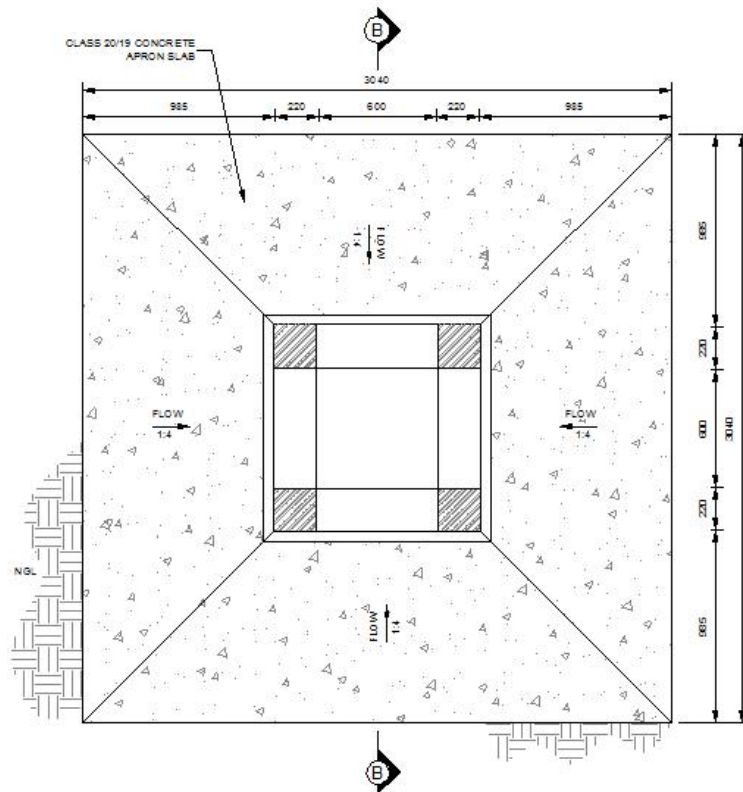 B
CLASS 20/19 CONCRETE
APRON SLAB
3040
985 220 600 220 985
FLOW
1:4
985
220
600
3040
220
985
FLOW
1:4
FLOW
1:4
NGL
FLOW
1:4
B